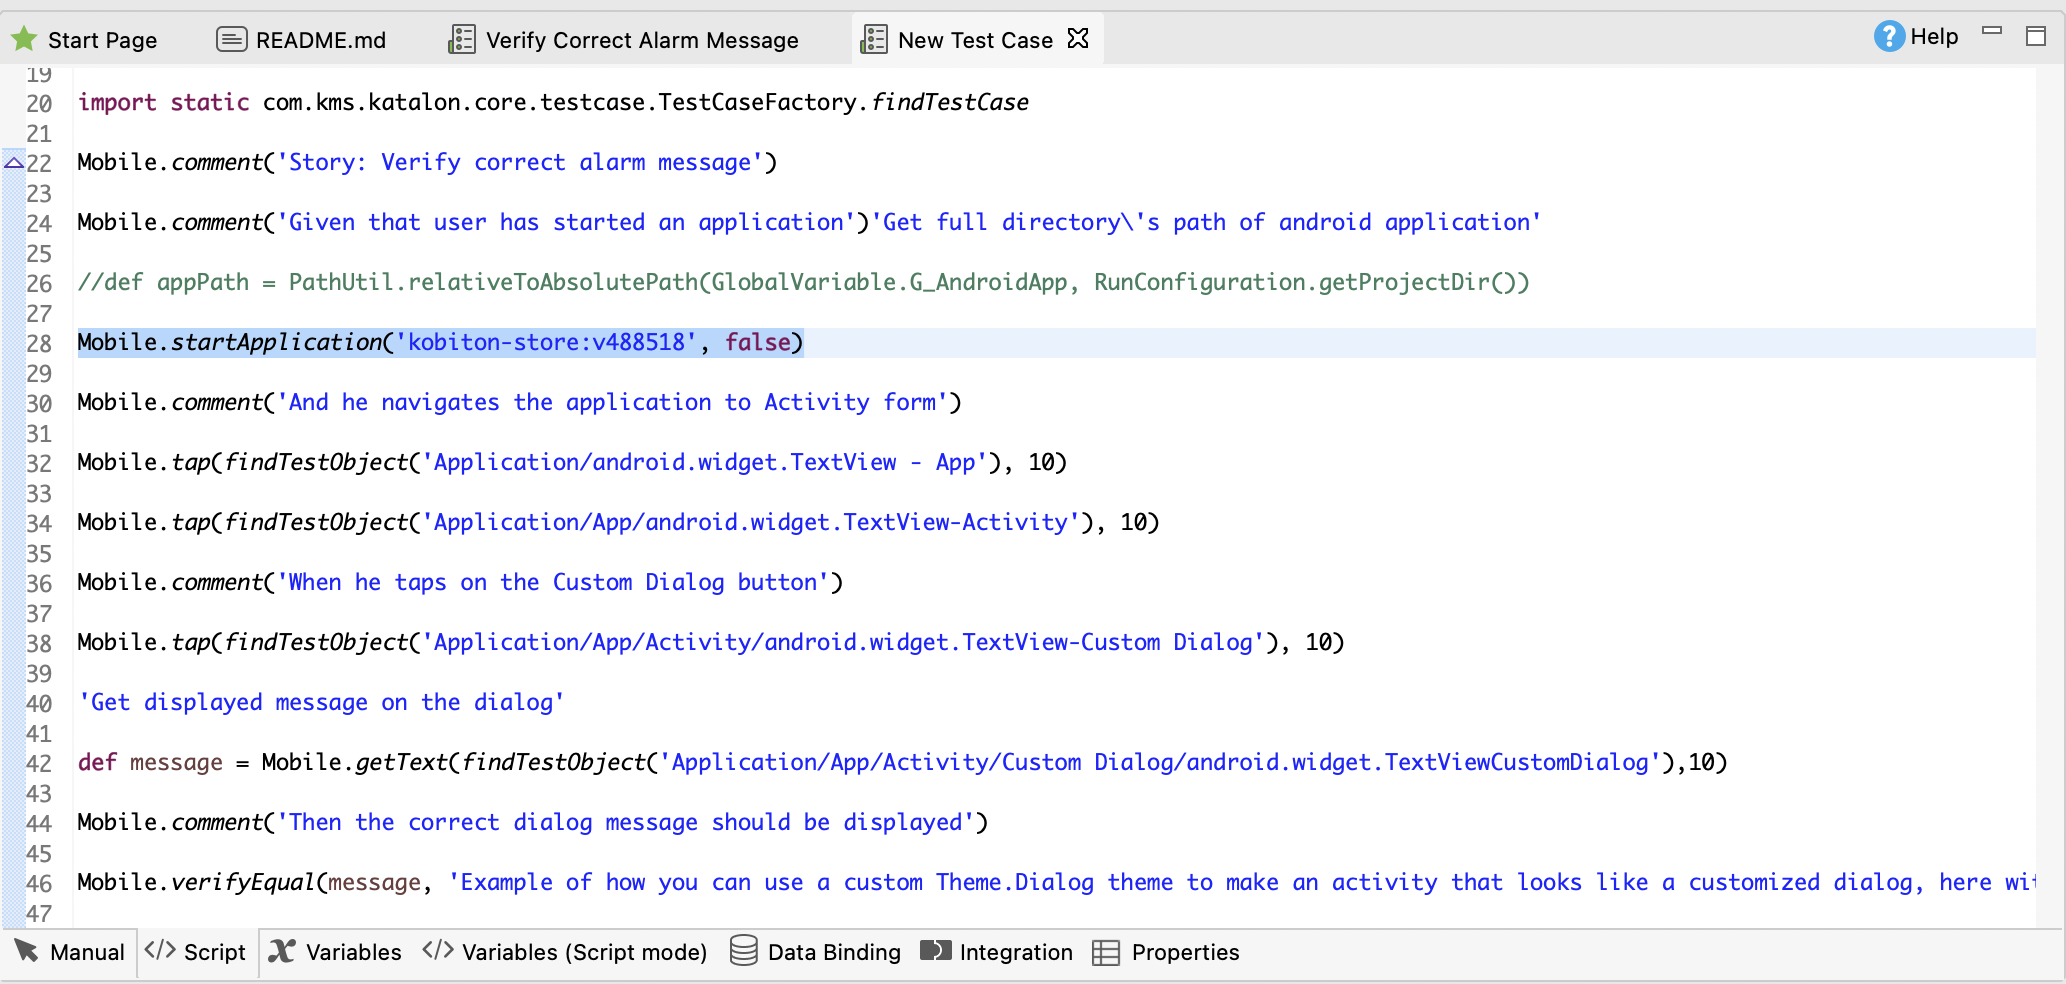 Start Page README.md Verify Correct Alarm Message New Test Case ? Help
19
20 import static com.kms.katalon.core.testcase.TestCaseFactory.findTestCase
21
22 Mobile.comment('Story: Verify correct alarm message')
23
24 Mobile.comment('Given that user has started an application')'Get full directory\'s path of android application'
25
26 //def appPath = PathUtil.relativeToAbsolutePath(GlobalVariable.G_AndroidApp, RunConfiguration.getProjectDir())
27
28 Mobile.startApplication('kobiton-store:v488518', false)
29
30 Mobile.comment('And he navigates the application to Activity form')
31
32 Mobile.tap(findTestObject('Application/android.widget.TextView - App'), 10)
33
34 Mobile.tap(findTestObject('Application/App/android.widget.TextView-Activity'), 10)
35
36 Mobile.comment('When he taps on the Custom Dialog button')
37
38 Mobile.tap(findTestObject('Application/App/Activity/android.widget.TextView-Custom Dialog'), 10)
39
40 'Get displayed message on the dialog'
41
42 def message = Mobile.getText(findTestObject('Application/App/Activity/Custom Dialog/android.widget.TextViewCustomDialog'),10)
43
44 Mobile.comment('Then the correct dialog message should be displayed')
45
46 Mobile.verifyEqual(message, 'Example of how you can use a custom Theme.Dialog theme to make an activity that looks like a customized dialog, here
47
Manual </> Script x Variables </> Variables (Script mode) Data Binding Integration Properties